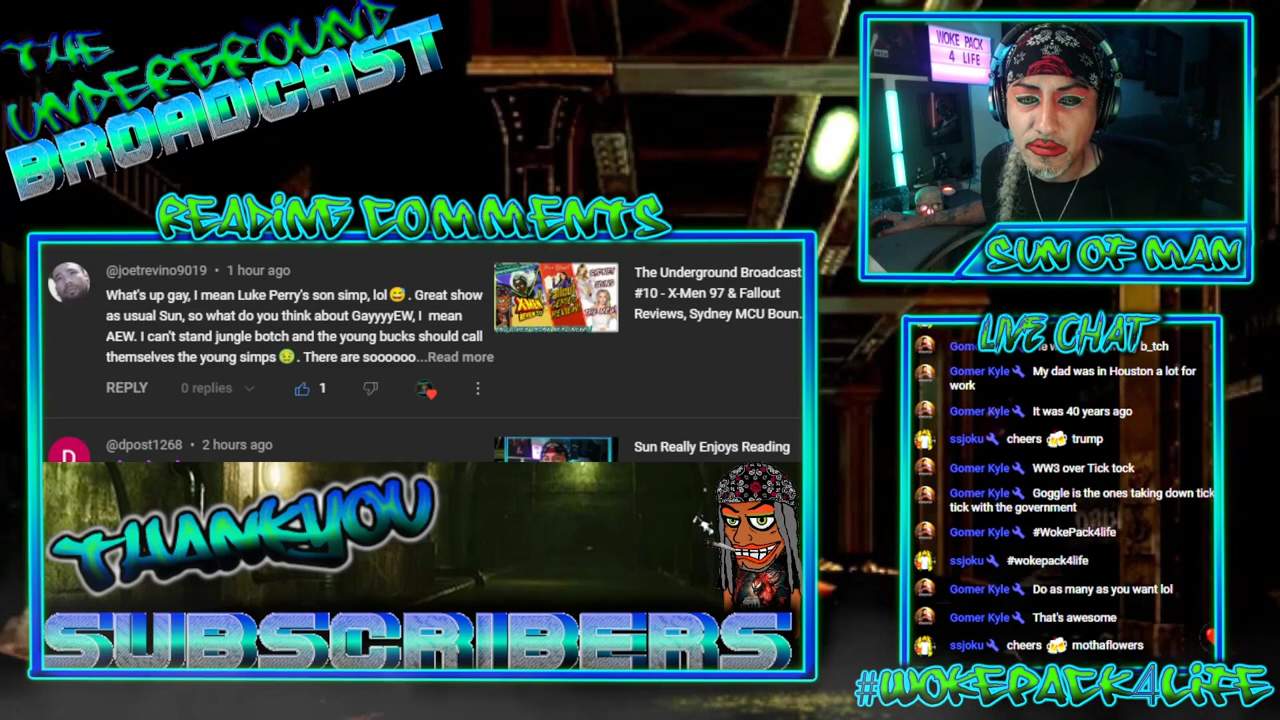 THE
UNDERGROUND
BROADCAST
WOKE PACK
4 LIFE
SUN OF MAN
READING COMMENTS
@joetrevino9019 • 1 hour ago
What's up gay, I mean Luke Perry's son simp, lol😅. Great show
as usual Sun, so what do you think about GayyyyEW, I mean
AEW. I can't stand jungle botch and the young bucks should call
themselves the young simps🤢. There are soooooo...Read more
REPLY 0 replies 1
The Underground Broadcast
#10 - X-Men 97 & Fallout
Reviews, Sydney MCU Boun..
D
@dpost1268 • 2 hours ago
Sun Really Enjoys Reading
THANKYOU
SUBSCRIBERS
LIVE CHAT
b_tch
Gomer Kyle My dad was in Houston a lot for
work
Gomer Kyle It was 40 years ago
ssjoku cheers 🍻 trump
Gomer Kyle WW3 over Tick tock
Gomer Kyle Goggle is the ones taking down tick
tick with the government
Gomer Kyle #WokePack4life
ssjoku #wokepack4life
Gomer Kyle Do as many as you want lol
Gomer Kyle That's awesome
ssjoku cheers 🍻 mothaflowers
#WOKEPACK4LIFE